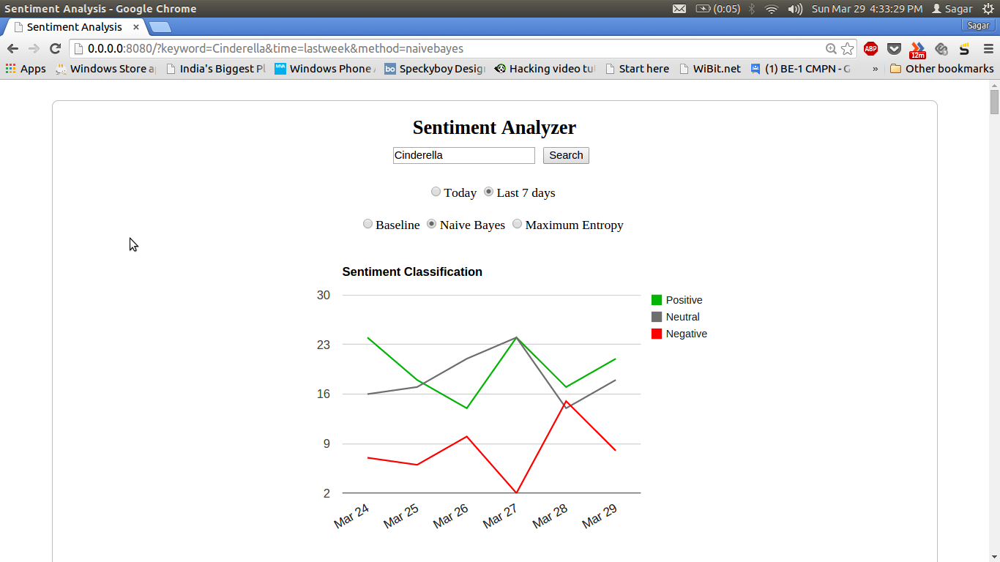 Sentiment Analysis - Google Chrome (0:05) Sun Mar 29 4:33:29 PM Sagar
Sentiment Analysis × Sagar
0.0.0.0:8080/?keyword=Cinderella&time=lastweek&method=naivebayes ABP 12m S
Apps Windows Store a India's Biggest Pl MVA Windows Phone bo Speckyboy Desig Hacking video tu Start here WiBit.net (1) BE-1 CMPN - G » Other bookmarks
Sentiment Analyzer
Cinderella Search
Today Last 7 days
Baseline Naive Bayes Maximum Entropy
Sentiment Classification
30
23
16
9
2
Positive
Neutral
Negative
Mar 24 Mar 25 Mar 26 Mar 27 Mar 28 Mar 29